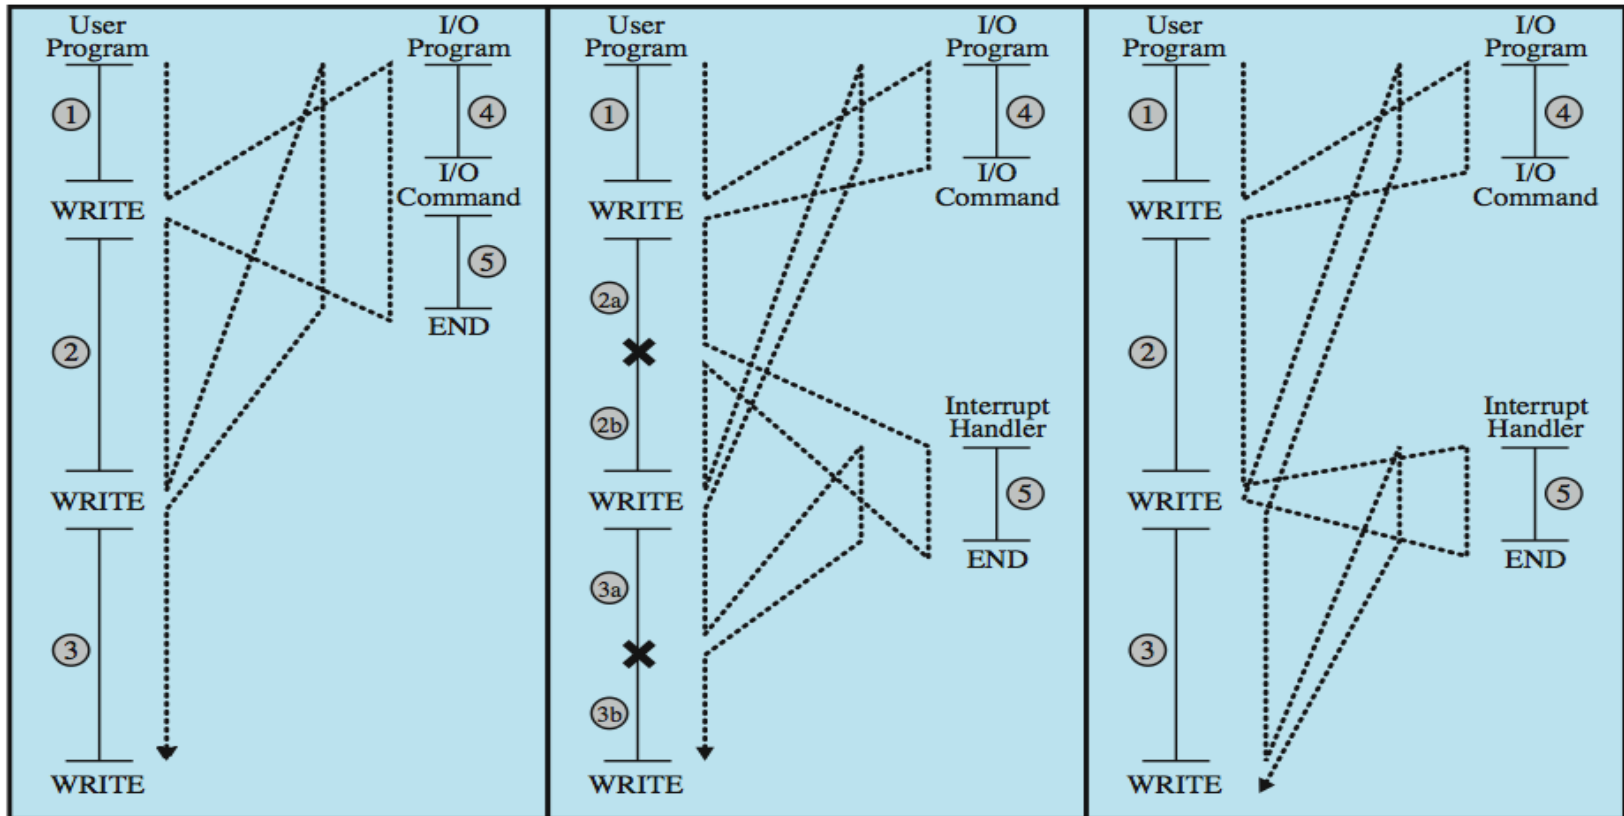 User
Program
I/O
Program
1
4
I/O
Command
WRITE
5
END
2
WRITE
3
WRITE
User
Program
I/O
Program
1
4
I/O
Command
WRITE
2a
2b
Interrupt
Handler
WRITE
5
END
3a
3b
WRITE
User
Program
I/O
Program
1
4
I/O
Command
WRITE
2
Interrupt
Handler
WRITE
5
END
3
WRITE